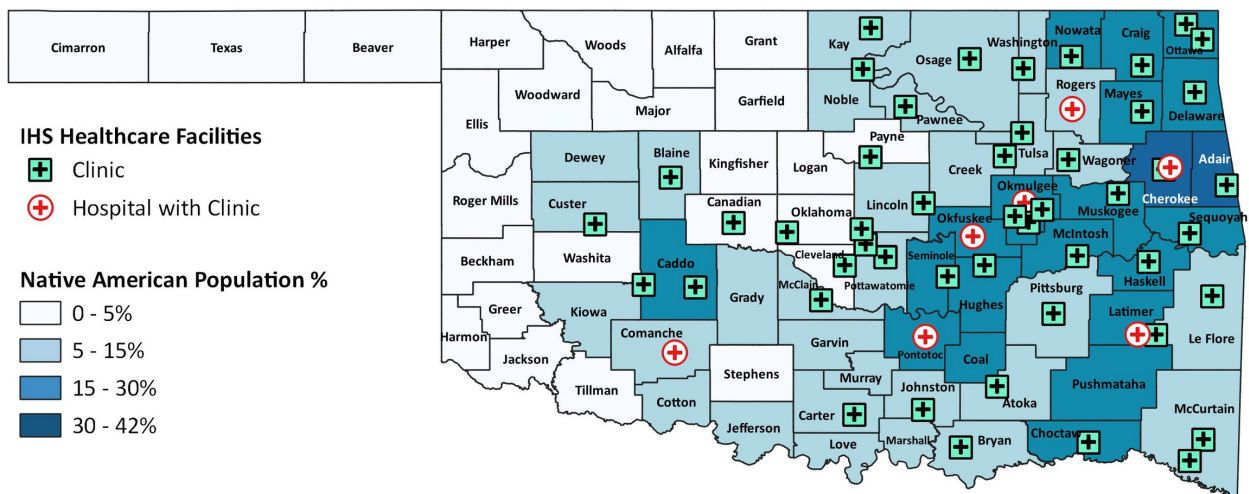 Cimarron
Texas
Beaver
Harper
Woods
Alfalfa
Grant
Kay
Osage
Washington
Nowata
Craig
Ottawa
Woodward
Major
Garfield
Noble
Pawnee
Rogers
Mayes
Delaware
Ellis
IHS Healthcare Facilities
Clinic
Hospital with Clinic
Dewey
Blaine
Kingfisher
Logan
Payne
Creek
Tulsa
Wagoner
Cherokee
Adair
Roger Mills
Custer
Canadian
Oklahoma
Lincoln
Okmulgee
Okfuskee
Muskogee
Sequoyah
Beckham
Washita
Caddo
Cleveland
Pottawatomie
Seminole
McIntosh
Haskell
Native American Population %
0 - 5%
5 - 15%
15 - 30%
30 - 42%
Greer
Kiowa
Grady
McClain
Hughes
Pittsburg
Latimer
Le Flore
Harmon
Jackson
Comanche
Garvin
Pontotoc
Coal
Pushmataha
Tillman
Stephens
Murray
Johnston
Atoka
McCurtain
Cotton
Jefferson
Carter
Love
Marshall
Bryan
Choctaw